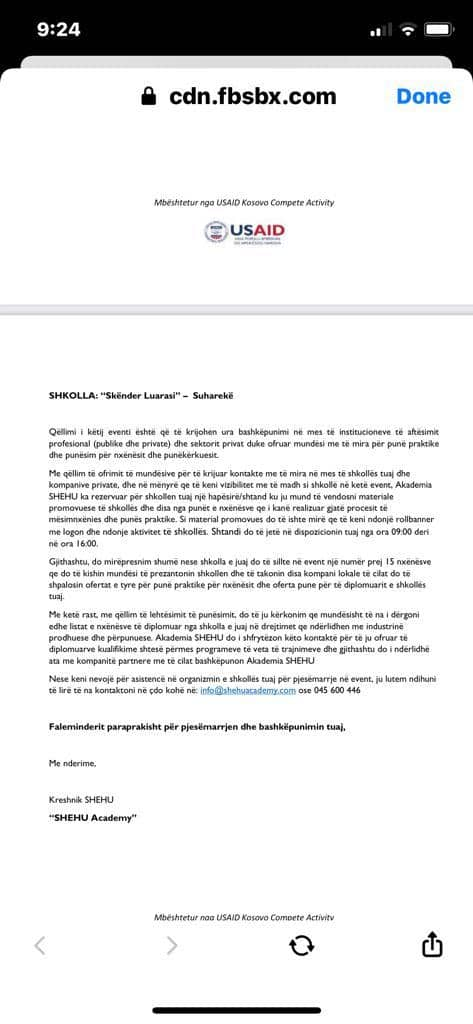 9:24
cdn.fbsbx.com
Done
Mbështetur nga USAID Kosovo Compete Activity
USAID
SHKOLLA: "Skënder Luarasi" – Suharekë
Qëllimi i këtij eventi është që të krijohen ura bashkëpunimi në mes të institucioneve të aftësimit
profesional (publike dhe private) dhe sektorit privat duke ofruar mundësi me të mira për punë praktike
dhe punësim për nxënësit dhe punëkërkuesit.
Me qëllim të ofrimit të mundësive për të krijuar kontakte me të mira në mes të shkollës tuaj dhe
kompanive private, dhe në mënyrë qe të keni vizibilitet me të madh si shkollë në ketë event, Akademia
SHEHU ka rezervuar për shkollen tuaj një hapësirë/shtand ku ju mund të vendosni materiale
promovuese të shkollës dhe disa nga punët e nxënësve qe i kanë realizuar gjatë procesit të
mësimnxënies dhe punës praktike. Si material promovues do të ishte mirë qe të keni ndonjë rollbanner
me logon dhe ndonje aktivitet të shkollës. Shtandi do të jetë në dispozicionin tuaj nga ora 09:00 deri
në ora 16:00.
Gjithashtu, do mirëpresnim shumë nese shkolla e juaj do të sillte në event një numër prej 15 nxënësve
qe do të kishin mundësi të prezantonin shkollen dhe të takonin disa kompani lokale të cilat do të
shpalosin ofertat e tyre për punë praktike për nxënësit dhe oferta pune për të diplomuarit e shkollës
tuaj.
Me ketë rast, me qëllim të lehtësimit të punësimit, do të ju kërkonim qe mundësisht të na i dërgoni
edhe listat e nxënësve të diplomuar nga shkolla e juaj në drejtimet qe ndërlidhen me industrinë
prodhuese dhe përpunuese. Akademia SHEHU do i shfrytëzon këto kontaktë për të ju ofruar të
diplomuarve kualifikime shtesë përmes programeve të veta të trajnimeve dhe gjithashtu do i ndërlidhë
ata me kompanitë partnere me të cilat bashkëpunon Akademia SHEHU
Nese keni nevojë për asistencë në organizmin e shkollës tuaj për pjesëmarrje në event, ju lutem ndihuni
të lirë të na kontaktoni në çdo kohë në: info@shehuacademy.com ose 045 600 446
Faleminderit paraprakisht për pjesëmarrjen dhe bashkëpunimin tuaj,
Me nderime,
Kreshnik SHEHU
"SHEHU Academy"
Mbështetur nga USAID Kosovo Compete Activity